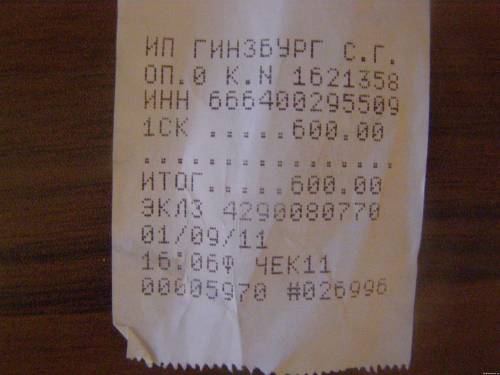 ИП ГИНЗБУРГ С.Г.
ОП.0 К.N 1621358
ИНН 666400295509
1СК .....600.00
................
ИТОГ.....600.00
ЭКЛЗ 4290080770
01/09/11
16:06Ф ЧЕК11
00005970 #026996